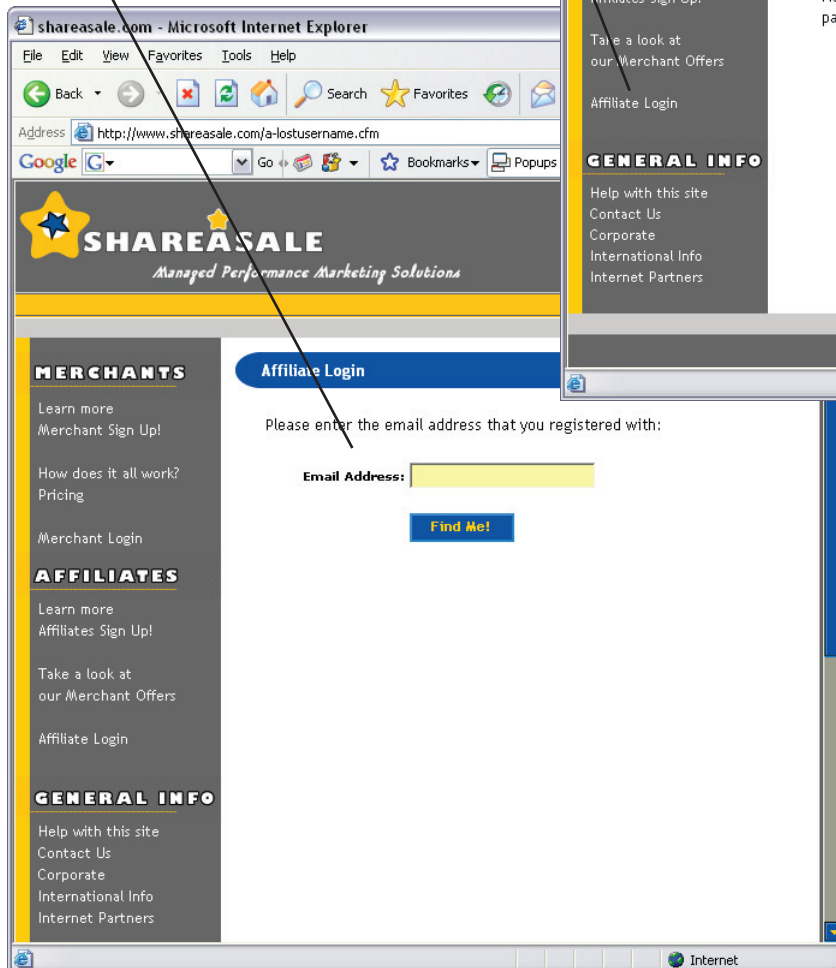 shareasale.com - Microsoft Internet Explorer
File Edit View Favorites Tools Help
Back Search Favorites
Address http://www.shareasale.com/a-lostusername.cfm
Google G Go Bookmarks Popups
SHAREASALE
Managed Performance Marketing Solutions
MERCHANTS
Learn more
Merchant Sign Up!
How does it all work?
Pricing
Merchant Login
AFFILIATES
Learn more
Affiliates Sign Up!
Take a look at
our Merchant Offers
Affiliate Login
GENERAL INFO
Help with this site
Contact Us
Corporate
International Info
Internet Partners
Affiliate Login
Please enter the email address that you registered with:
Email Address:
Find Me!
Internet
Affiliates Sign Up!
Take a look at
our Merchant Offers
Affiliate Login
GENERAL INFO
Help with this site
Contact Us
Corporate
International Info
Internet Partners